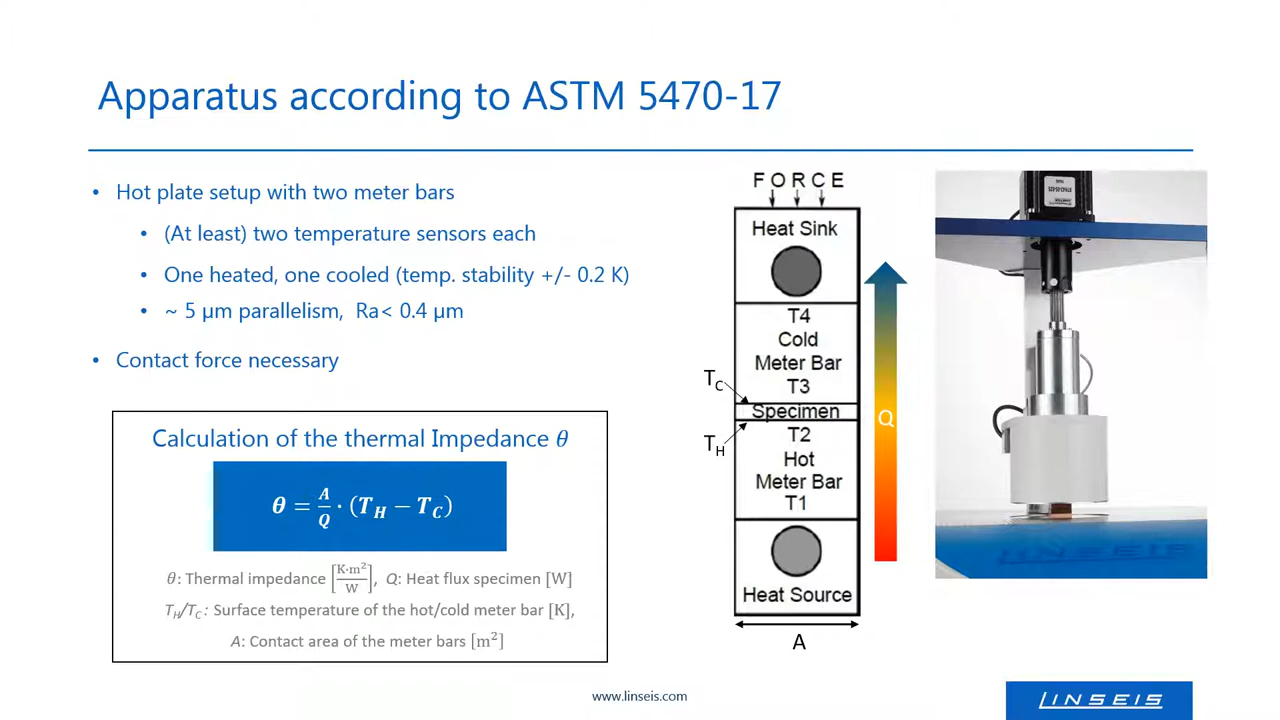 Apparatus according to ASTM 5470-17
• Hot plate setup with two meter bars
• (At least) two temperature sensors each
• One heated, one cooled (temp. stability +/- 0.2 K)
• ~ 5 µm parallelism, Ra< 0.4 µm
• Contact force necessary
Calculation of the thermal Impedance θ
θ = A/Q · (T_H − T_C)
θ: Thermal impedance [K·m²/W], Q: Heat flux specimen [W]
T_H/T_C: Surface temperature of the hot/cold meter bar [K],
A: Contact area of the meter bars [m²]
FORCE
Heat Sink
T4
Cold
Meter Bar
T3
T_C
Specimen
T_H
T2
Hot
Meter Bar
T1
Heat Source
A
Q
LINSEIS
www.linseis.com
LINSEIS